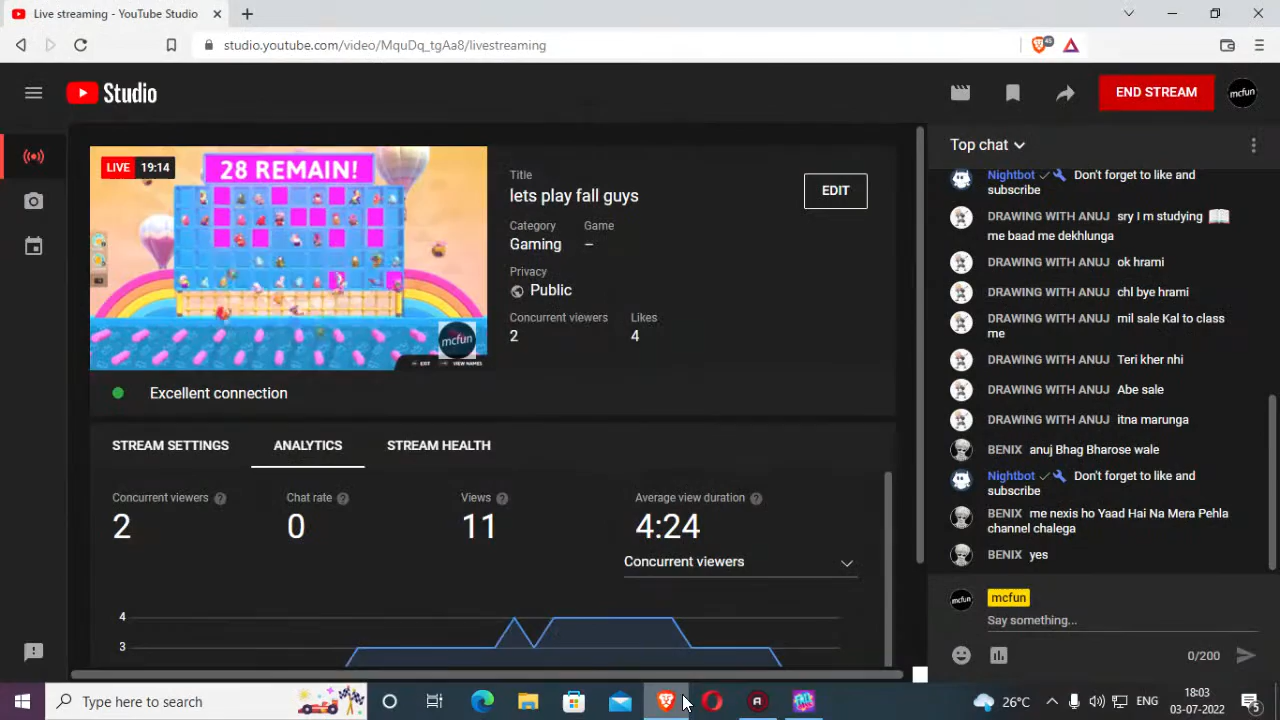 Live streaming - YouTube Studio
studio.youtube.com/video/MquDq_tgAa8/livestreaming
45
Studio
END STREAM
mcfun
LIVE 19:14
28 REMAIN!
mcfun
EXIT VIEW NAMES
Title
lets play fall guys
EDIT
Category Game
Gaming –
Privacy
Public
Concurrent viewers Likes
2 4
Excellent connection
STREAM SETTINGS ANALYTICS STREAM HEALTH
Concurrent viewers Chat rate Views Average view duration
2 0 11 4:24
Concurrent viewers
4
3
Top chat
Nightbot Don't forget to like and
subscribe
DRAWING WITH ANUJ sry I m studying
me baad me dekhlunga
DRAWING WITH ANUJ ok hrami
DRAWING WITH ANUJ chl bye hrami
DRAWING WITH ANUJ mil sale Kal to class
me
DRAWING WITH ANUJ Teri kher nhi
DRAWING WITH ANUJ Abe sale
DRAWING WITH ANUJ itna marunga
BENIX anuj Bhag Bharose wale
Nightbot Don't forget to like and
subscribe
BENIX me nexis ho Yaad Hai Na Mera Pehla
channel chalega
BENIX yes
mcfun mcfun
Say something...
0/200
Type here to search
26°C
ENG
18:03
03-07-2022
5